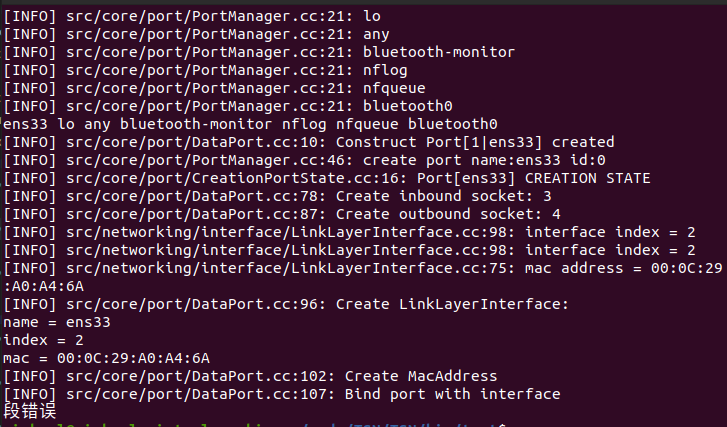 [INFO] src/core/port/PortManager.cc:21: lo
[INFO] src/core/port/PortManager.cc:21: any
[INFO] src/core/port/PortManager.cc:21: bluetooth-monitor
[INFO] src/core/port/PortManager.cc:21: nflog
[INFO] src/core/port/PortManager.cc:21: nfqueue
[INFO] src/core/port/PortManager.cc:21: bluetooth0
ens33 lo any bluetooth-monitor nflog nfqueue bluetooth0
[INFO] src/core/port/DataPort.cc:10: Construct Port[1|ens33] created
[INFO] src/core/port/PortManager.cc:46: create port name:ens33 id:0
[INFO] src/core/port/CreationPortState.cc:16: Port[ens33] CREATION STATE
[INFO] src/core/port/DataPort.cc:78: Create inbound socket: 3
[INFO] src/core/port/DataPort.cc:87: Create outbound socket: 4
[INFO] src/networking/interface/LinkLayerInterface.cc:98: interface index = 2
[INFO] src/networking/interface/LinkLayerInterface.cc:98: interface index = 2
[INFO] src/networking/interface/LinkLayerInterface.cc:75: mac address = 00:0C:29
:A0:A4:6A
[INFO] src/core/port/DataPort.cc:96: Create LinkLayerInterface:
name = ens33
index = 2
mac = 00:0C:29:A0:A4:6A
[INFO] src/core/port/DataPort.cc:102: Create MacAddress
[INFO] src/core/port/DataPort.cc:107: Bind port with interface
段错误